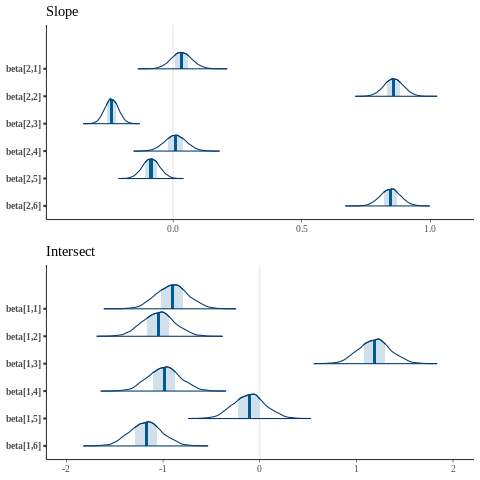 Slope
beta[2,1]
beta[2,2]
beta[2,3]
beta[2,4]
beta[2,5]
beta[2,6]
0.0 0.5 1.0
Intersect
beta[1,1]
beta[1,2]
beta[1,3]
beta[1,4]
beta[1,5]
beta[1,6]
-2 -1 0 1 2